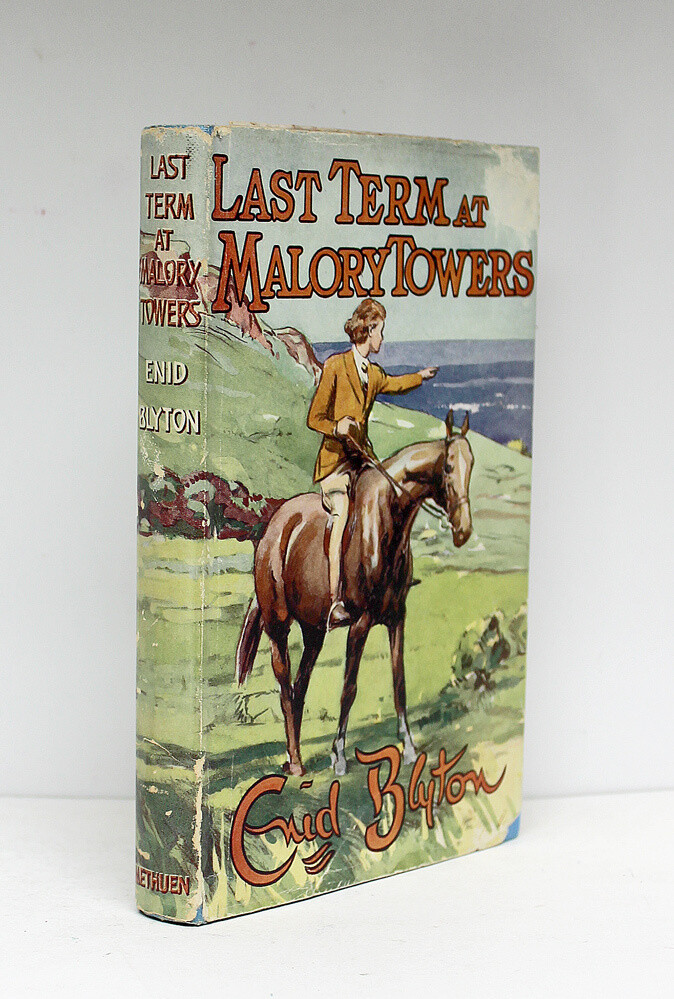 LAST
TERM
AT
MALORY
TOWERS
ENID
BLYTON
METHUEN
LAST TERM AT
MALORY TOWERS
Enid Blyton